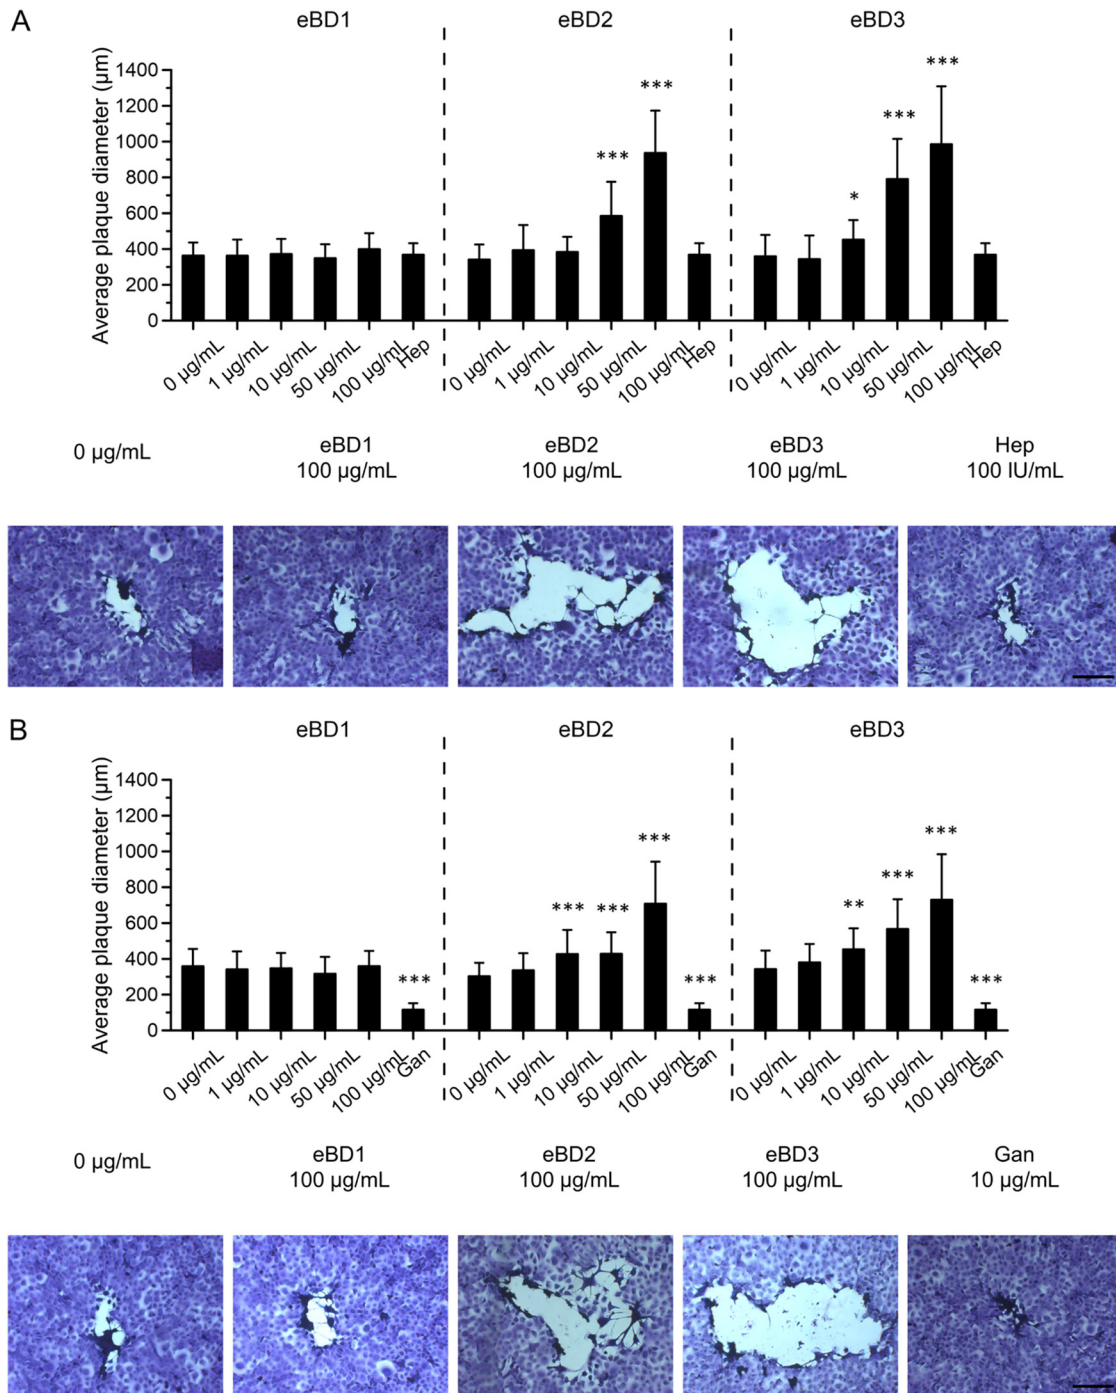 A
eBD1 eBD2 eBD3
Average plaque diameter (µm)
1400
1200
1000
800
600
400
200
0
***
***
***
***
*
0 µg/mL 1 µg/mL 10 µg/mL 50 µg/mL 100 µg/mL Hep 0 µg/mL 1 µg/mL 10 µg/mL 50 µg/mL 100 µg/mL Hep 0 µg/mL 1 µg/mL 10 µg/mL 50 µg/mL 100 µg/mL Hep
0 µg/mL
eBD1
100 µg/mL
eBD2
100 µg/mL
eBD3
100 µg/mL
Hep
100 IU/mL
B
eBD1 eBD2 eBD3
Average plaque diameter (µm)
1400
1200
1000
800
600
400
200
0
***
*** *** ***
***
** *** ***
***
0 µg/mL 1 µg/mL 10 µg/mL 50 µg/mL 100 µg/mL Gan 0 µg/mL 1 µg/mL 10 µg/mL 50 µg/mL 100 µg/mL Gan 0 µg/mL 1 µg/mL 10 µg/mL 50 µg/mL 100 µg/mL Gan
0 µg/mL
eBD1
100 µg/mL
eBD2
100 µg/mL
eBD3
100 µg/mL
Gan
10 µg/mL